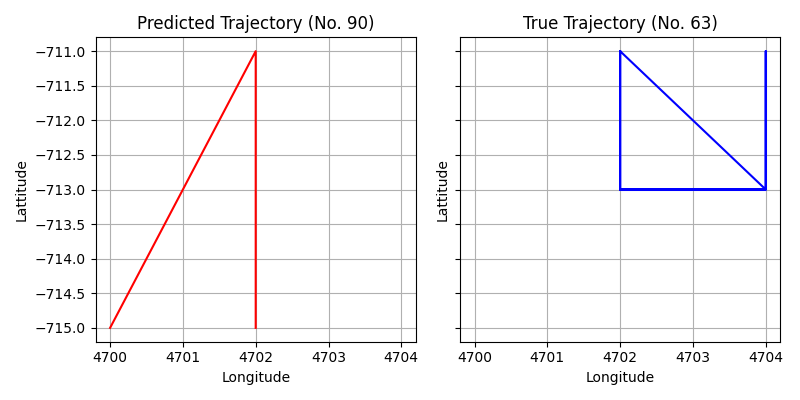 Predicted Trajectory (No. 90)
Lattitude
−711.0
−711.5
−712.0
−712.5
−713.0
−713.5
−714.0
−714.5
−715.0
4700 4701 4702 4703 4704
Longitude
True Trajectory (No. 63)
Lattitude
4700 4701 4702 4703 4704
Longitude